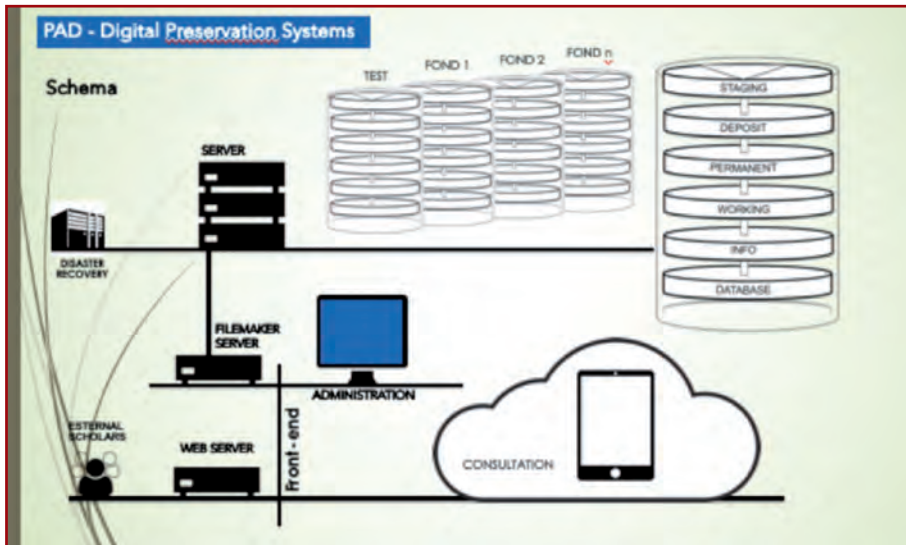 PAD - Digital Preservation Systems
Schema
TEST
FOND 1
FOND 2
FOND n
STAGING
DEPOSIT
PERMANENT
WORKING
INFO
DATABASE
SERVER
DISASTER
RECOVERY
FILEMAKER
SERVER
ADMINISTRATION
ESTERNAL
SCHOLARS
WEB SERVER
Front - end
CONSULTATION